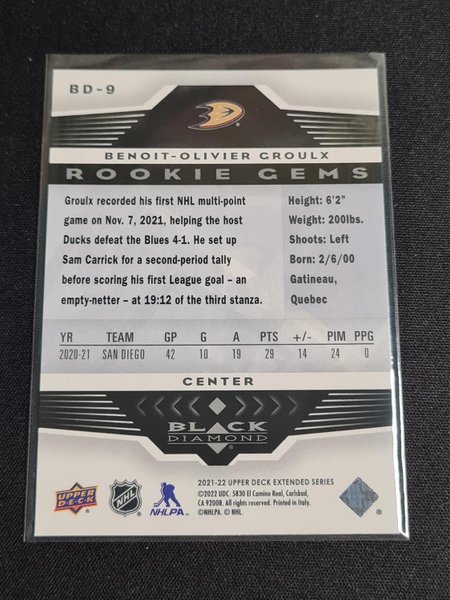 BD-9
BENOIT-OLIVIER GROULX
ROOKIE GEMS
Groulx recorded his first NHL multi-point
game on Nov. 7, 2021, helping the host
Ducks defeat the Blues 4-1. He set up
Sam Carrick for a second-period tally
before scoring his first League goal – an
empty-netter – at 19:12 of the third stanza.
Height: 6'2"
Weight: 200lbs.
Shoots: Left
Born: 2/6/00
Gatineau,
Quebec
YR TEAM GP G A PTS +/- PIM PPG
2020-21 SAN DIEGO 42 10 19 29 14 24 0
CENTER
BLACK
DIAMOND
2021-22 UPPER DECK EXTENDED SERIES
©2022 UDC. 5830 El Camino Real, Carlsbad,
CA 92008. All rights reserved. Printed in Italy.
©NHLPA. © NHL.
UPPER
DECK
NHL
NHLPA